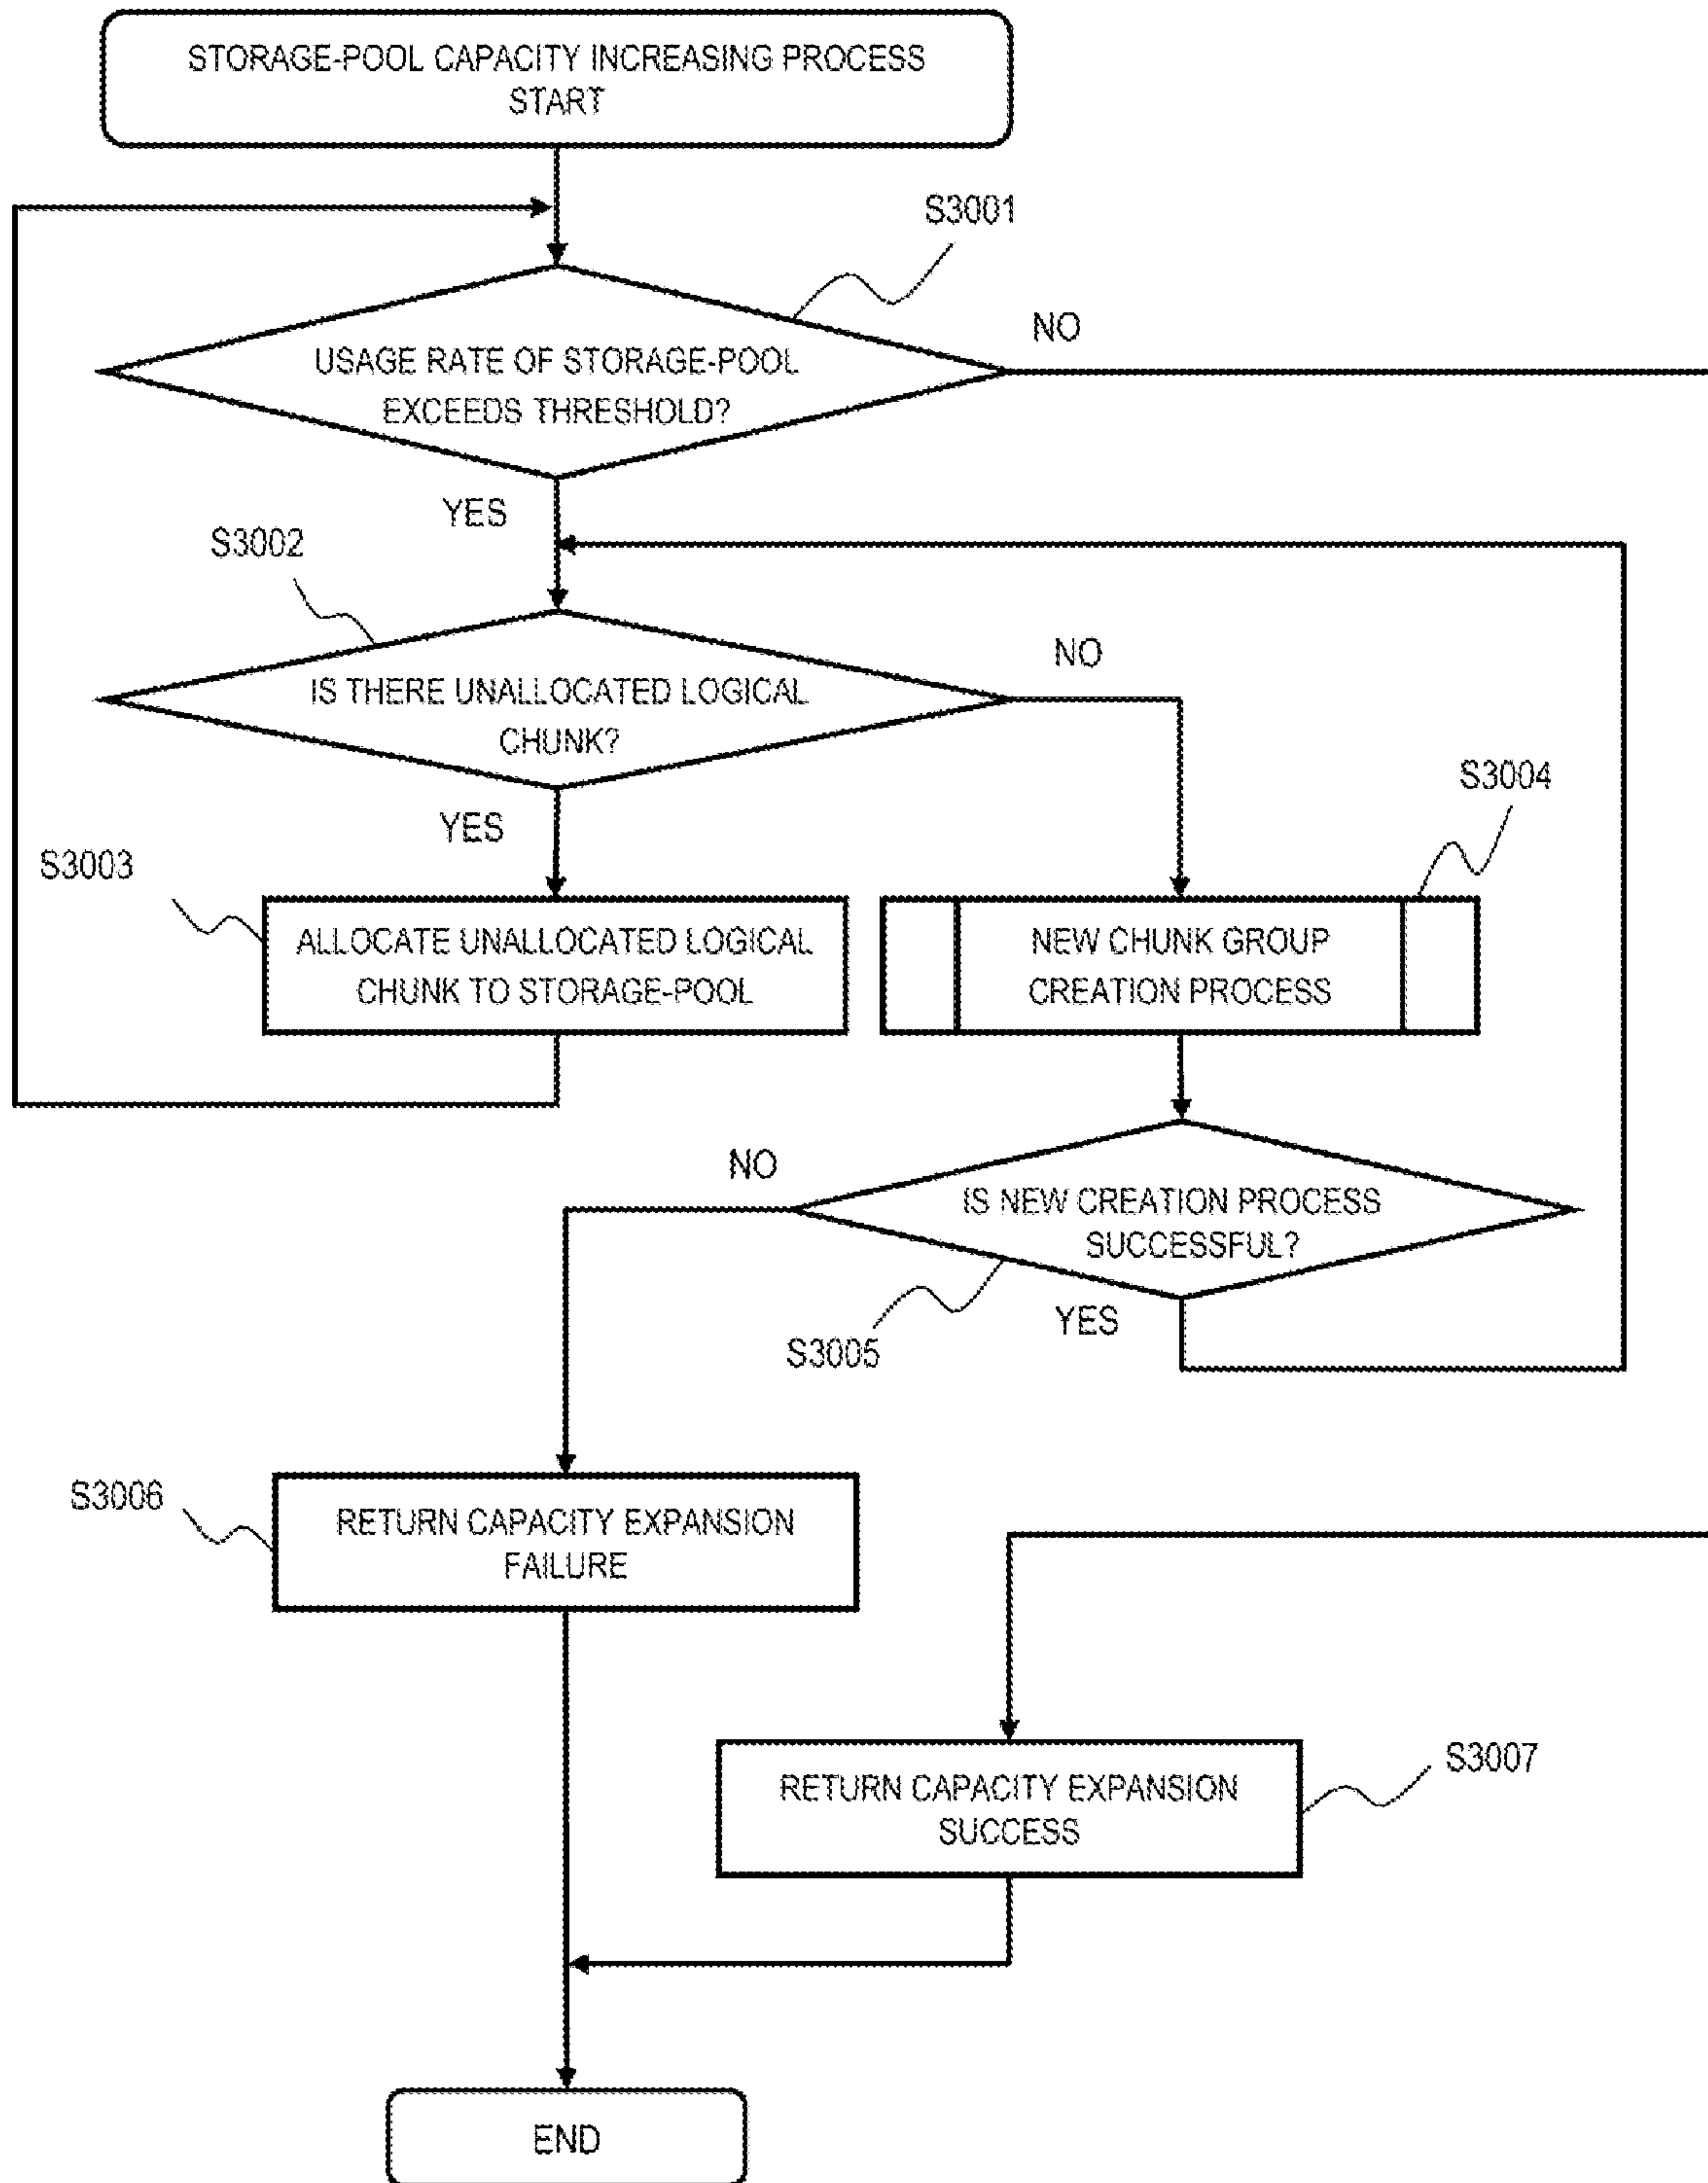 STORAGE-POOL CAPACITY INCREASING PROCESS
START
S3001
NO
USAGE RATE OF STORAGE-POOL
EXCEEDS THRESHOLD?
YES
S3002
NO
IS THERE UNALLOCATED LOGICAL
CHUNK?
S3004
YES
S3003
ALLOCATE UNALLOCATED LOGICAL
CHUNK TO STORAGE-POOL
NEW CHUNK GROUP
CREATION PROCESS
NO
IS NEW CREATION PROCESS
SUCCESSFUL?
YES
S3005
S3006
RETURN CAPACITY EXPANSION
FAILURE
S3007
RETURN CAPACITY EXPANSION
SUCCESS
END